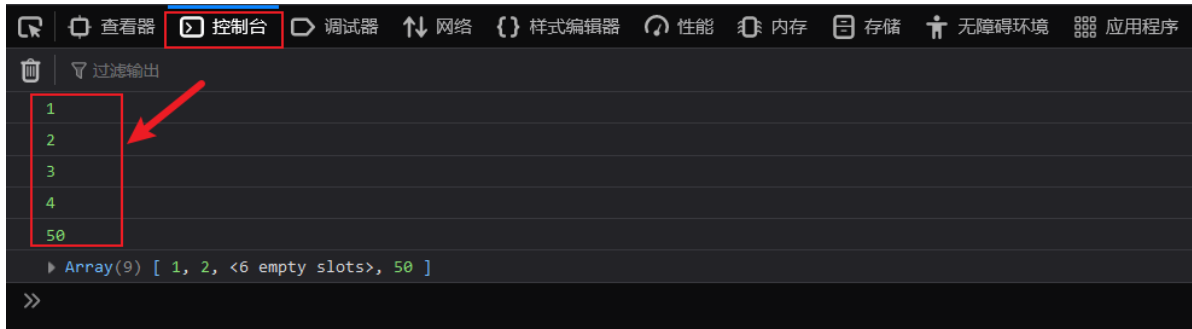 查看器 控制台 调试器 网络 {} 样式编辑器 性能 内存 存储 无障碍环境 应用程序
过滤输出
1
2
3
4
50
Array(9) [ 1, 2, <6 empty slots>, 50 ]